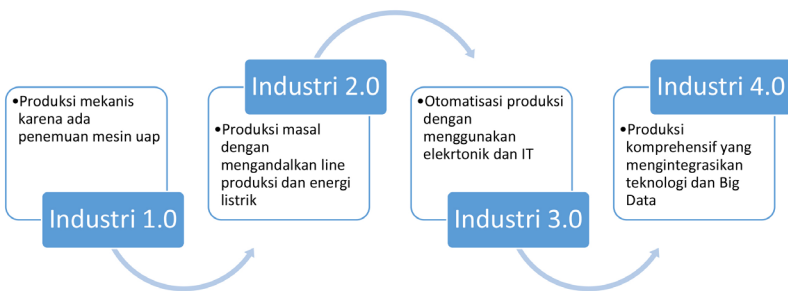 •Produksi mekanis
karena ada
penemuan mesin uap
Industri 1.0
Industri 2.0
•Produksi masal
dengan
mengandalkan line
produksi dan energi
listrik
•Otomatisasi produksi
dengan
menggunakan
elekrtonik dan IT
Industri 3.0
Industri 4.0
•Produksi
komprehensif yang
mengintegrasikan
teknologi dan Big
Data